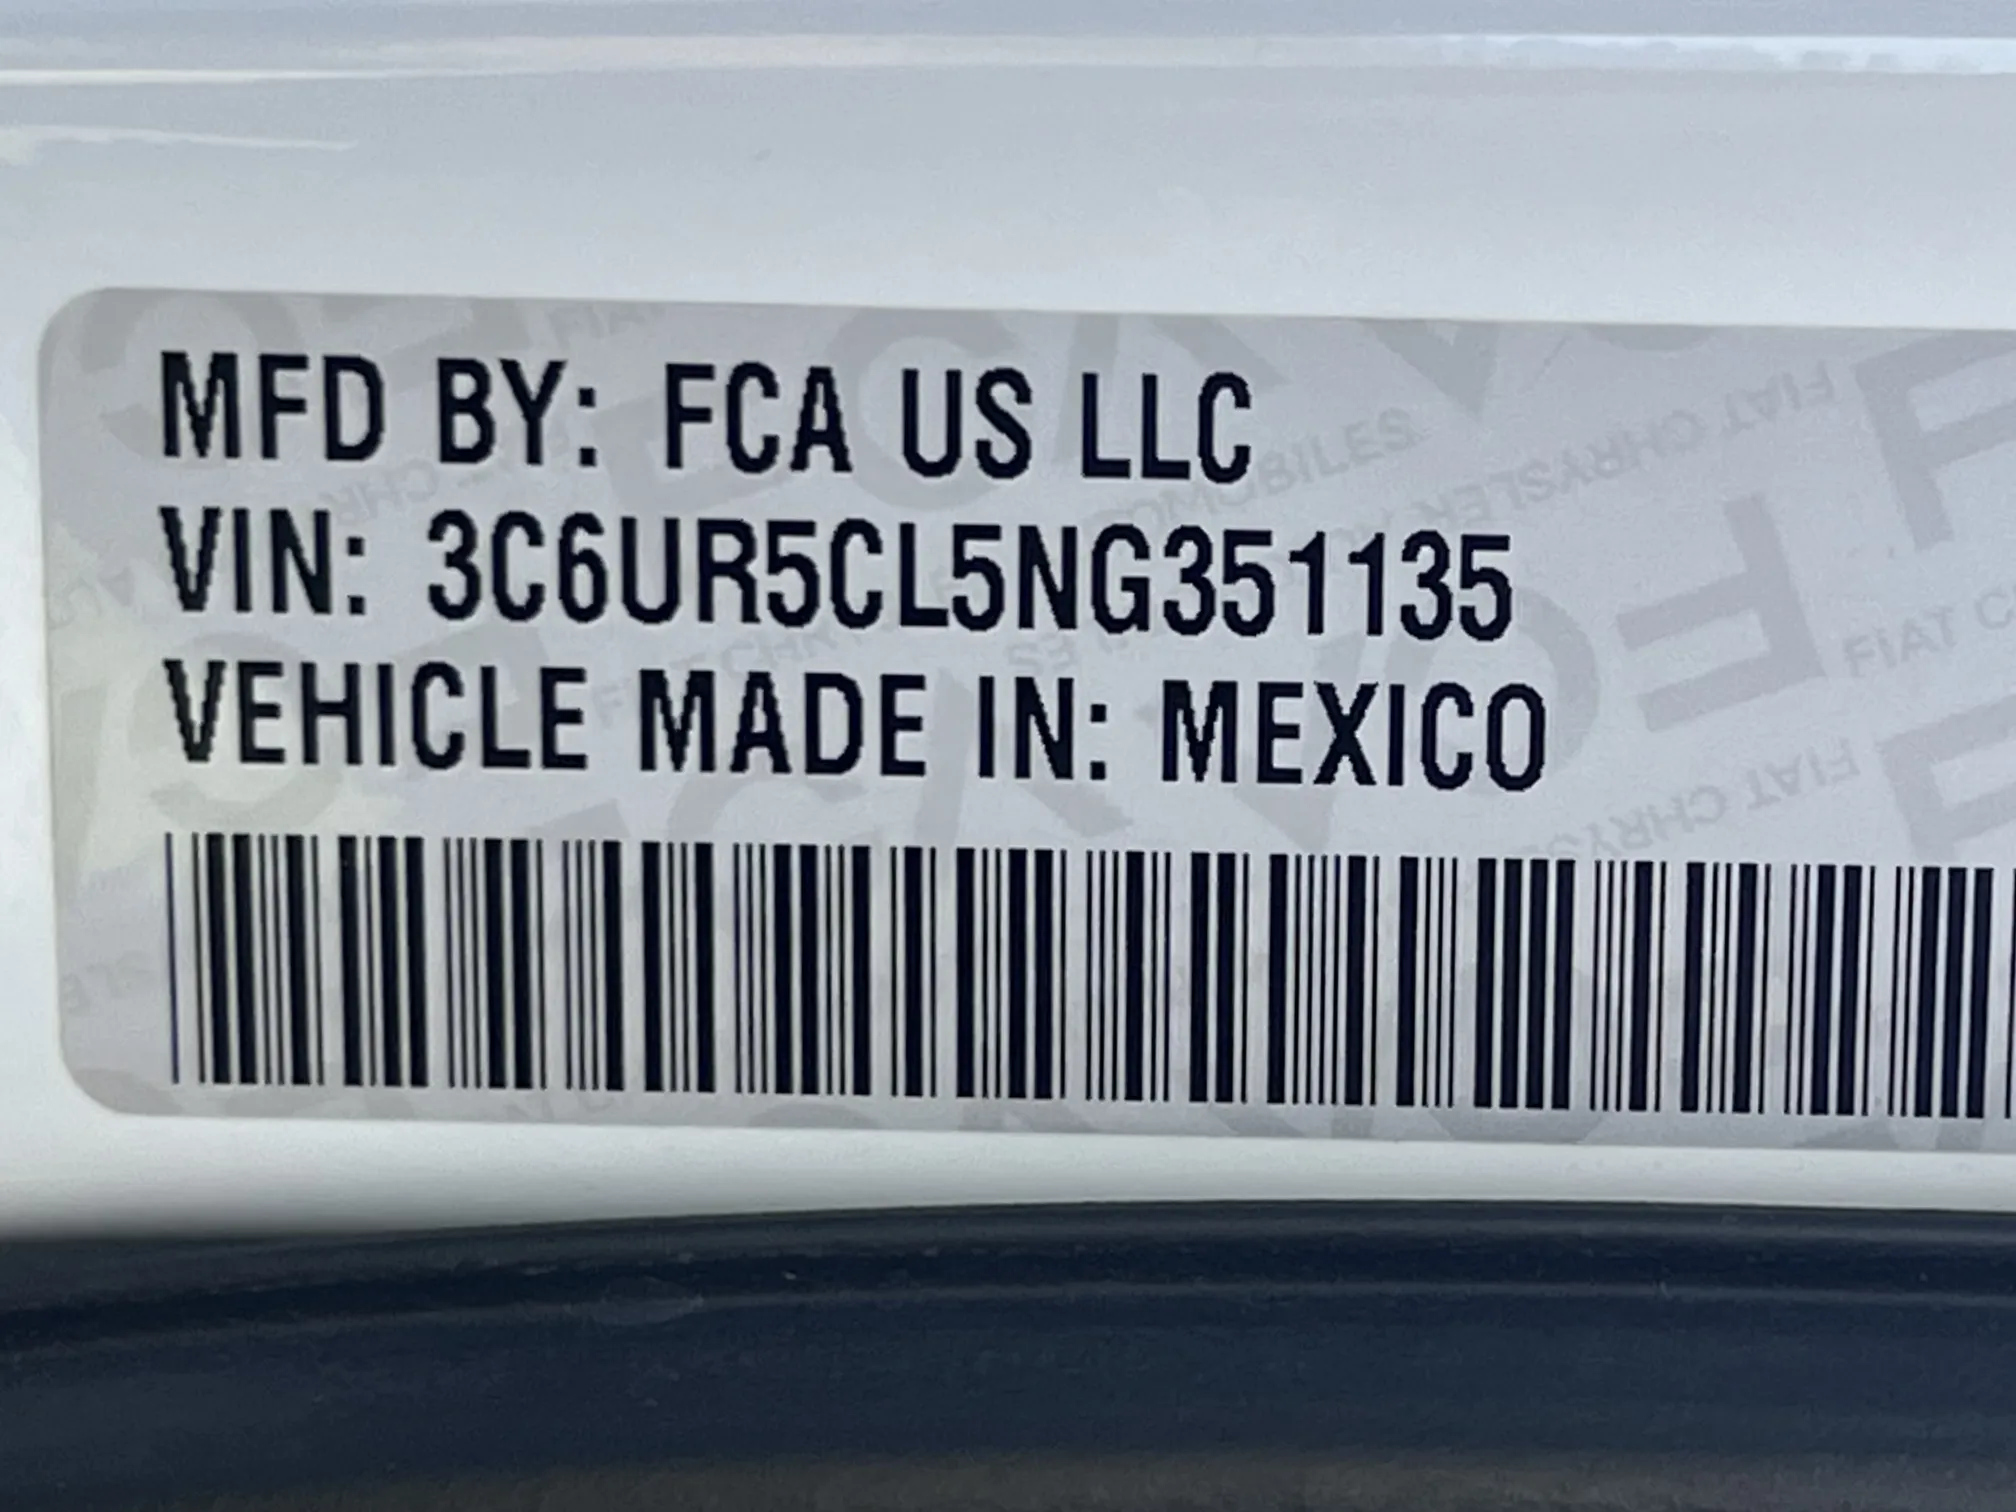 MFD BY: FCA US LLC
VIN: 3C6UR5CL5NG351135
VEHICLE MADE IN: MEXICO